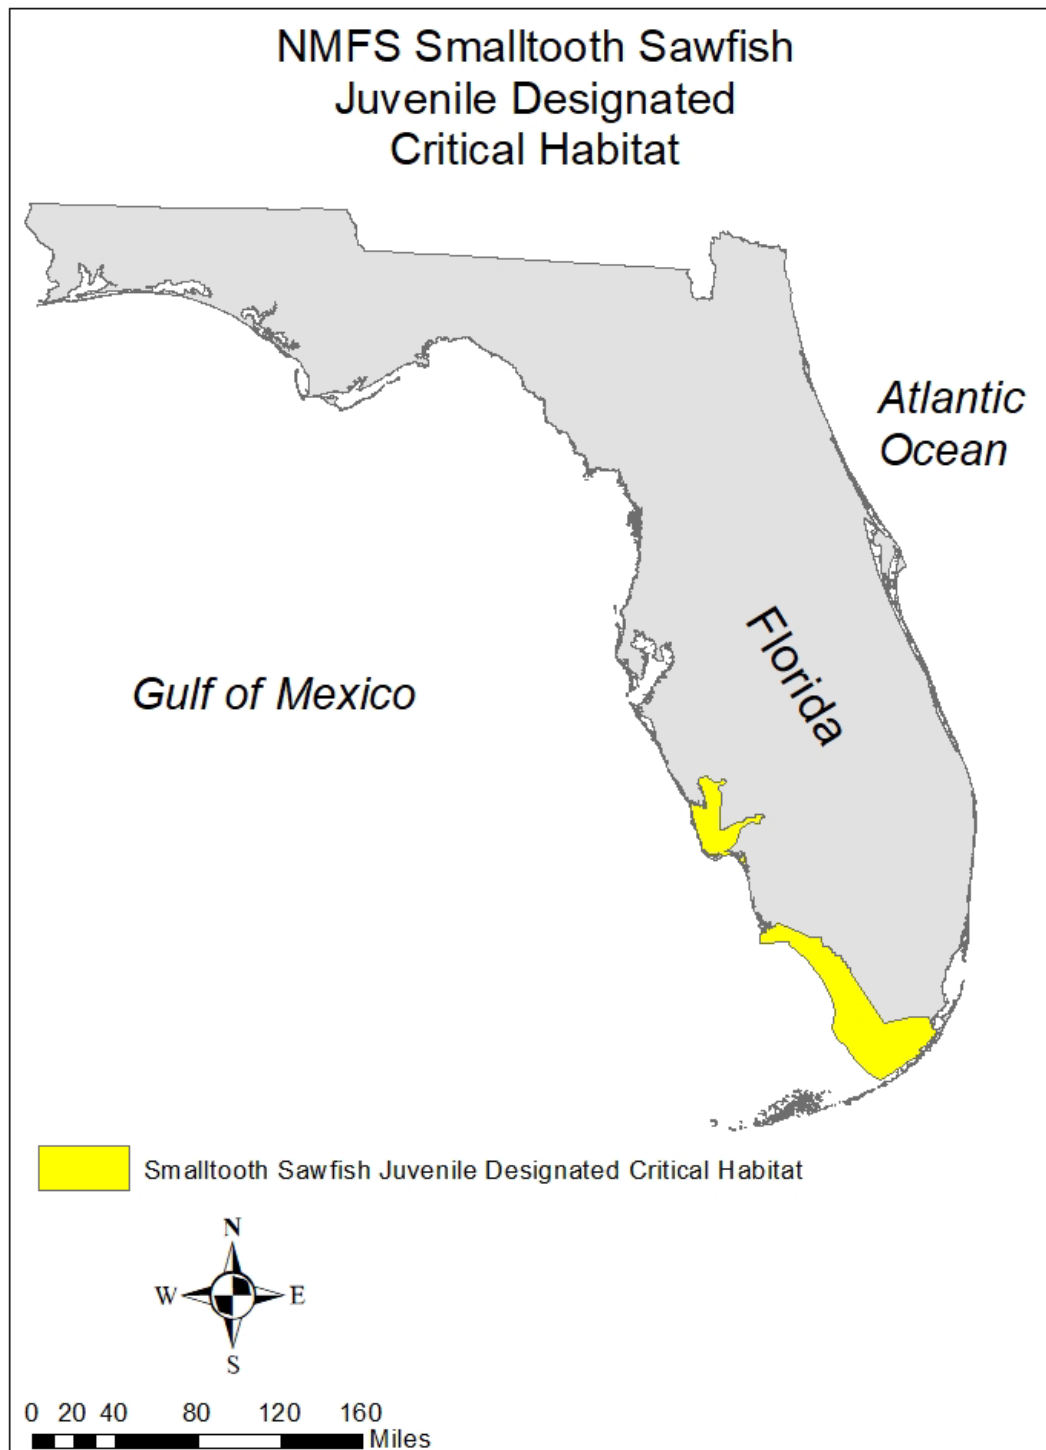 NMFS Smalltooth Sawfish
Juvenile Designated
Critical Habitat
Atlantic
Ocean
Florida
Gulf of Mexico
Smalltooth Sawfish Juvenile Designated Critical Habitat
N
W E
S
0 20 40 80 120 160
Miles